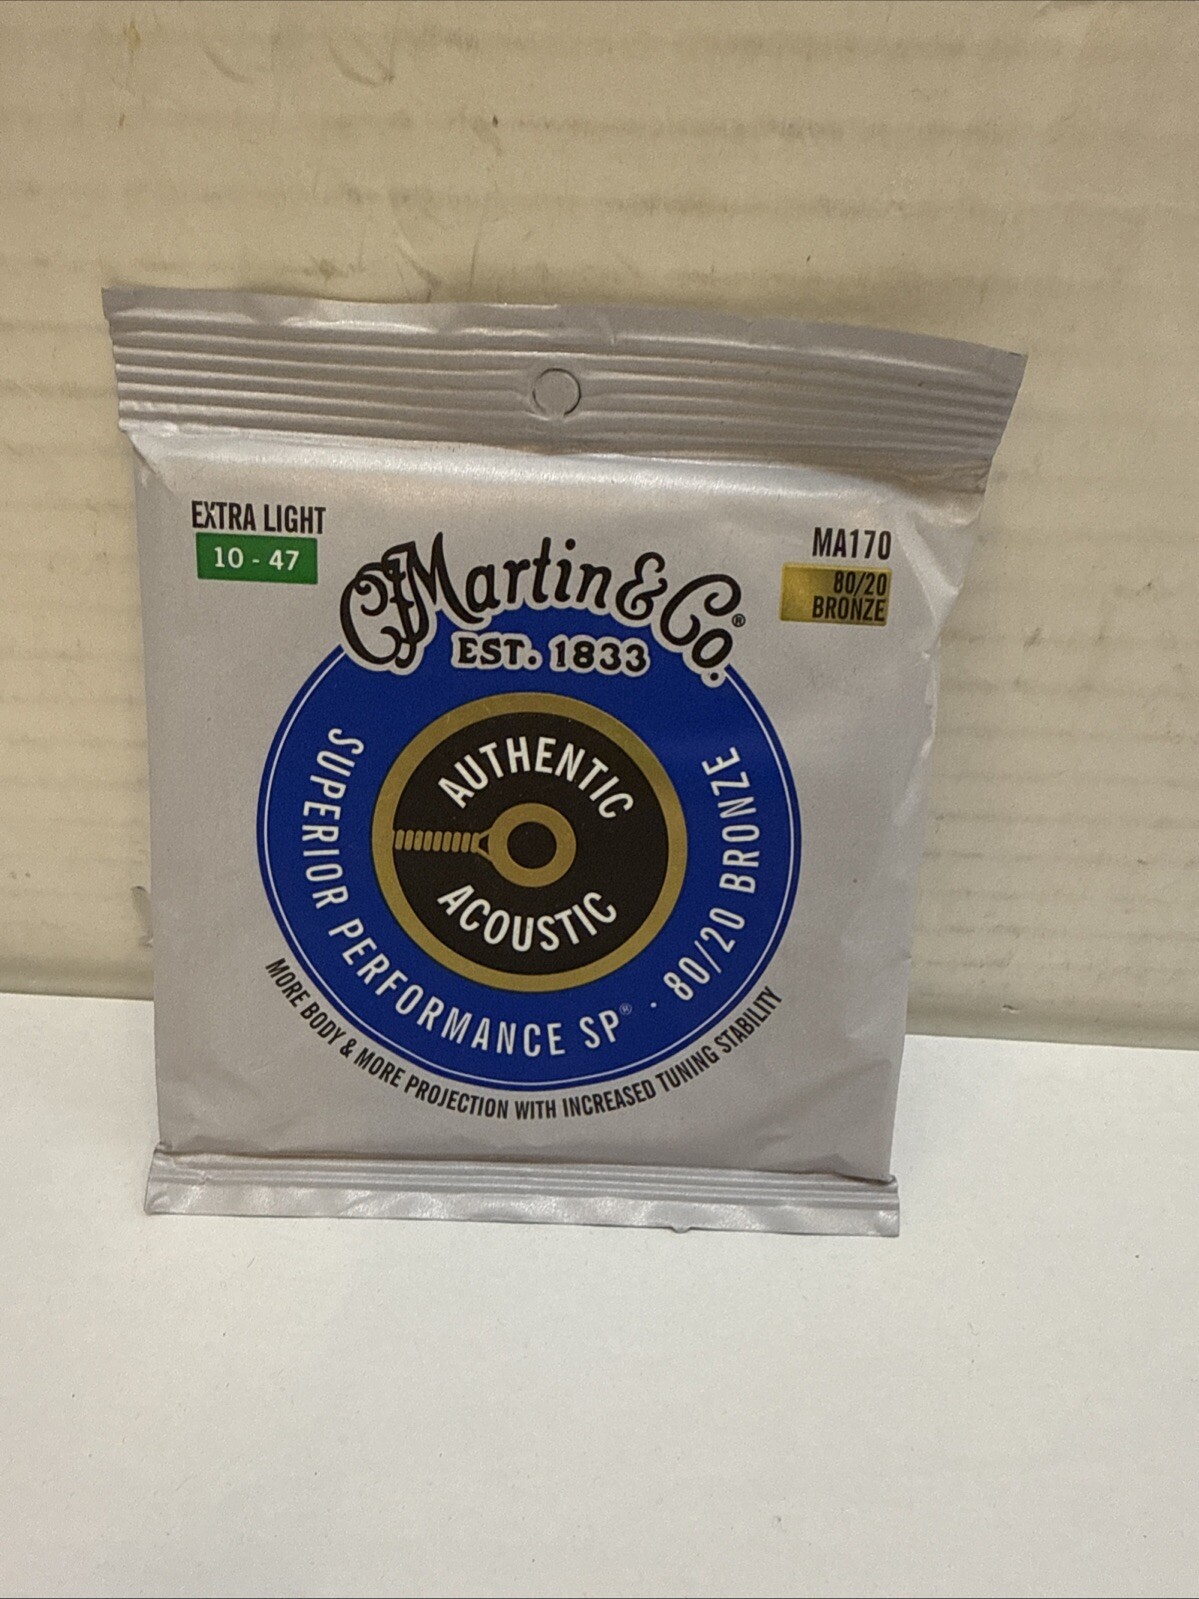 EXTRA LIGHT
10 - 47
MA170
80/20
BRONZE
CF Martin & Co.®
EST. 1833
AUTHENTIC
ACOUSTIC
SUPERIOR PERFORMANCE SP® · 80/20 BRONZE
MORE BODY & MORE PROJECTION WITH INCREASED TUNING STABILITY